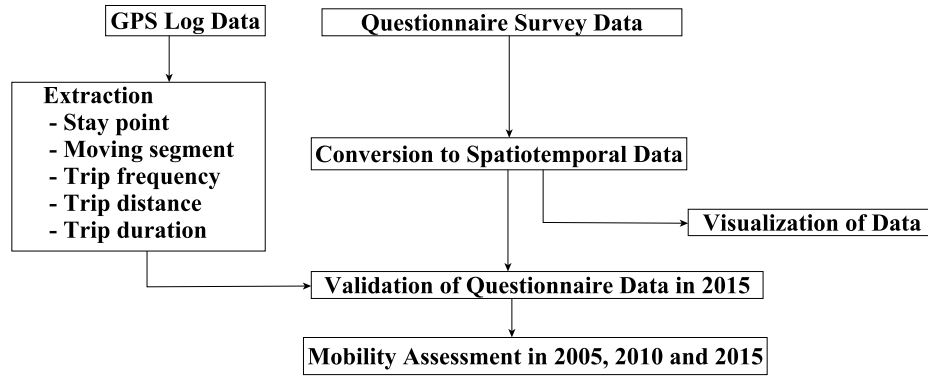 GPS Log Data
Questionnaire Survey Data
Extraction
- Stay point
- Moving segment
- Trip frequency
- Trip distance
- Trip duration
Conversion to Spatiotemporal Data
Visualization of Data
Validation of Questionnaire Data in 2015
Mobility Assessment in 2005, 2010 and 2015